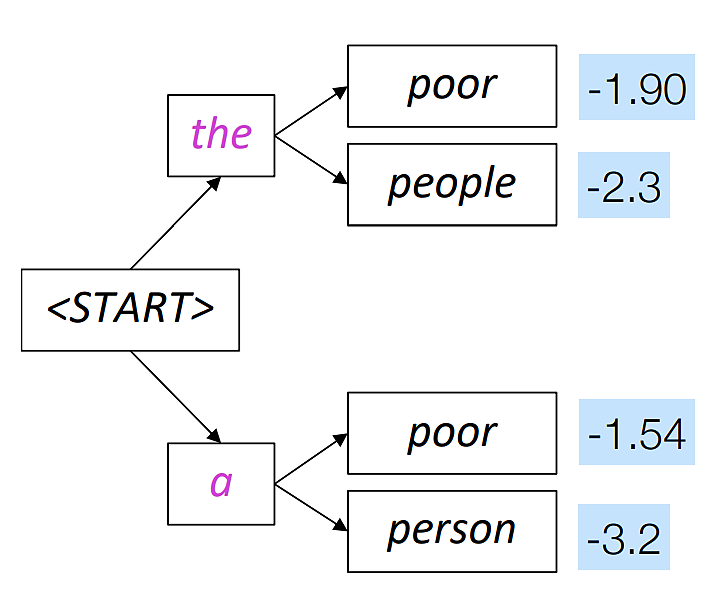 poor -1.90
the
people -2.3
<START>
poor -1.54
a
person -3.2